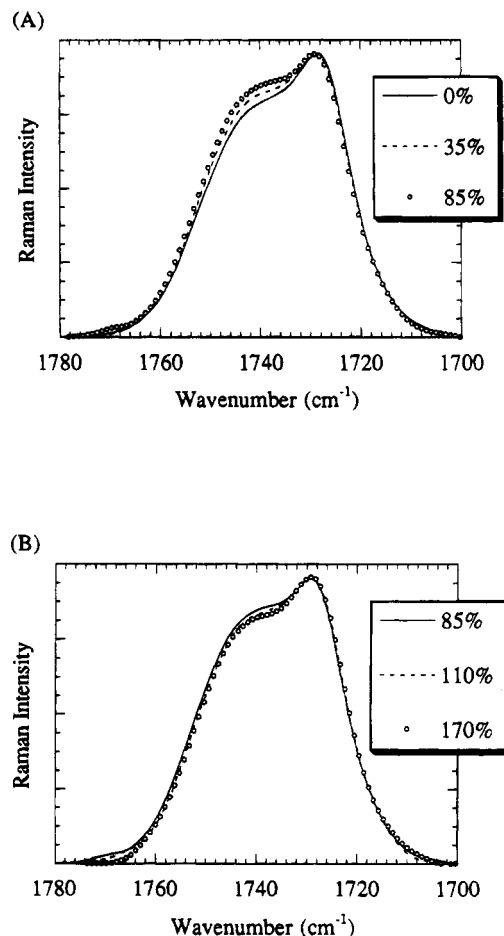 (A)
Raman Intensity
0%
35%
85%
1780 1760 1740 1720 1700
Wavenumber (cm⁻¹)
(B)
Raman Intensity
85%
110%
170%
1780 1760 1740 1720 1700
Wavenumber (cm⁻¹)